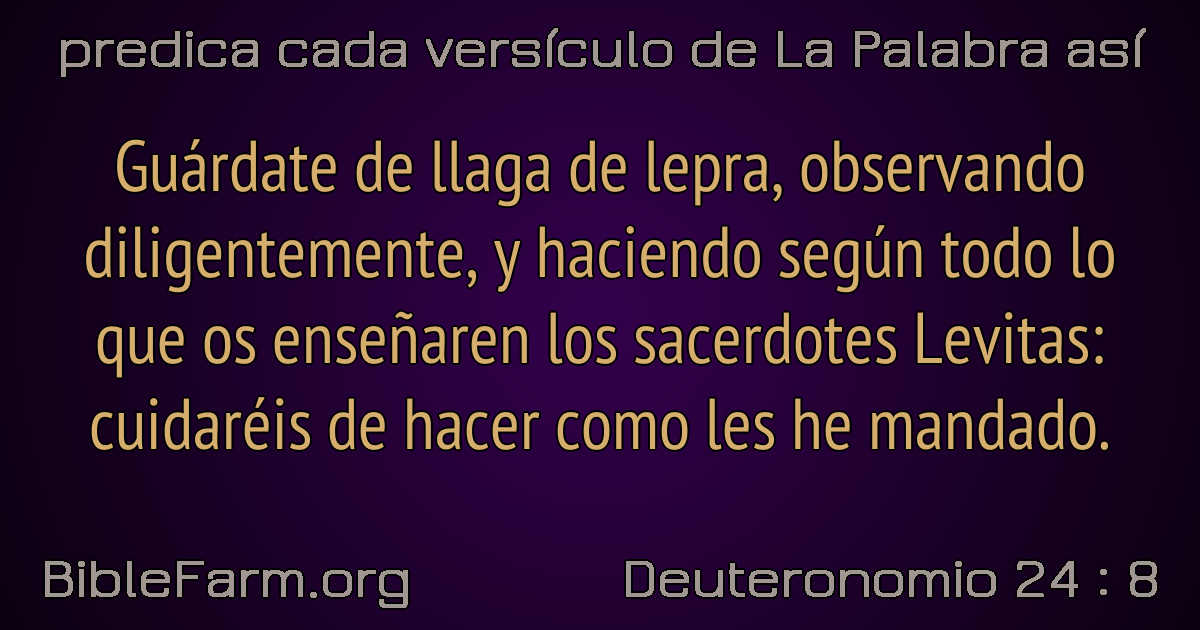 predica cada versículo de La Palabra así
Guárdate de llaga de lepra, observando
diligentemente, y haciendo según todo lo
que os enseñaren los sacerdotes Levitas:
cuidaréis de hacer como les he mandado.
BibleFarm.org
Deuteronomio 24 : 8